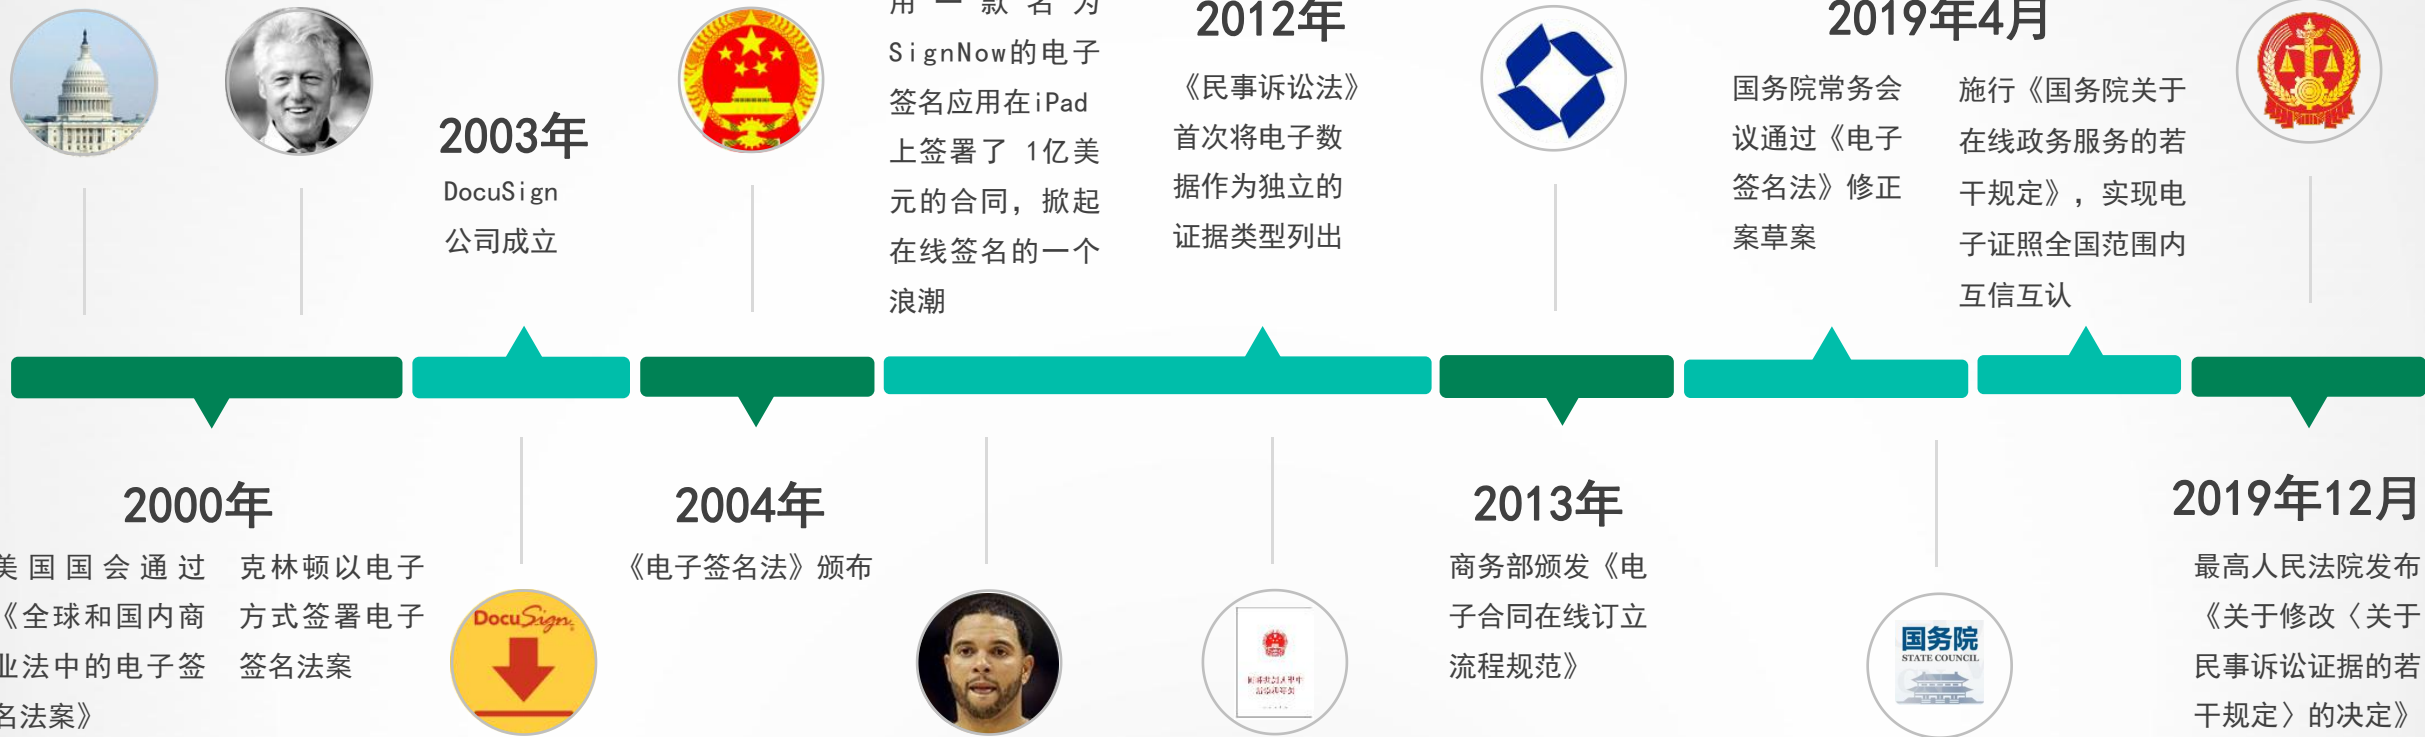 2000年
美国国会通过
《全球和国内商
业法中的电子签
名法案》
克林顿以电子
方式签署电子
签名法案
2003年
DocuSign
公司成立
DocuSign
2004年
《电子签名法》颁布
用一款名为
SignNow的电子
签名应用在iPad
上签署了 1亿美
元的合同，掀起
在线签名的一个
浪潮
2012年
《民事诉讼法》
首次将电子数
据作为独立的
证据类型列出
2013年
商务部颁发《电
子合同在线订立
流程规范》
2019年4月
国务院常务会
议通过《电子
签名法》修正
案草案
施行《国务院关于
在线政务服务的若
干规定》，实现电
子证照全国范围内
互信互认
国务院
STATE COUNCIL
2019年12月
最高人民法院发布
《关于修改〈关于
民事诉讼证据的若
干规定〉的决定》